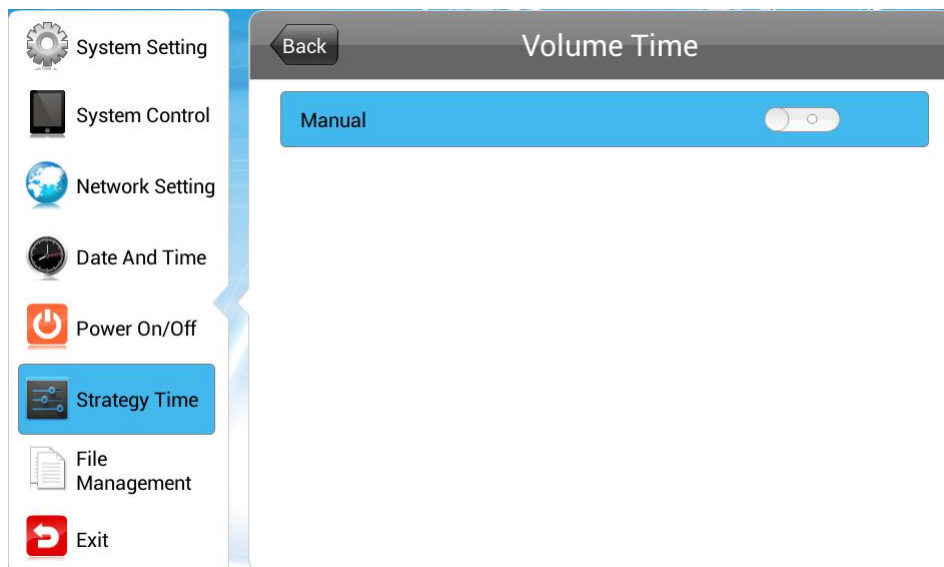 System Setting
System Control
Network Setting
Date And Time
Power On/Off
Strategy Time
File
Management
Exit
Back
Volume Time
Manual